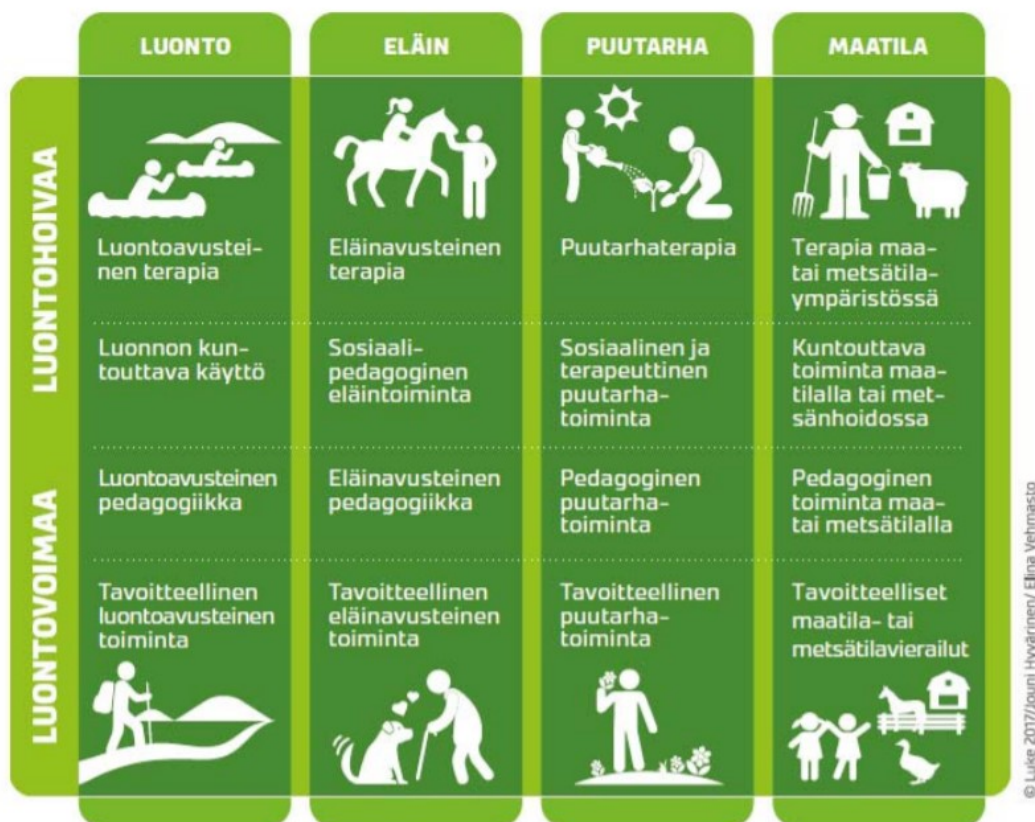 LUONTO
ELÄIN
PUUTARHA
MAATILA
LUONTOHOIVAA
Luontoavustei-
nen terapia
Eläinavusteinen
terapia
Puutarhaterapia
Terapia maa-
tai metsätila-
ympäristössä
Luonnon kun-
touttava käyttö
Sosiaali-
pedagoginen
eläintoiminta
Sosiaalinen ja
terapeuttinen
puutarha-
toiminta
Kuntouttava
toiminta maa-
tilalla tai met-
sänhoidossa
LUONTOVOIMAA
Luontoavusteinen
pedagogiikka
Eläinavusteinen
pedagogiikka
Pedagoginen
puutarha-
toiminta
Pedagoginen
toiminta maa-
tai metsätilalla
Tavoitteellinen
luontoavusteinen
toiminta
Tavoitteellinen
eläinavusteinen
toiminta
Tavoitteellinen
puutarha-
toiminta
Tavoitteelliset
maatila- tai
metsätilavierailut
© Luke 2017/Jouni Hyvärinen/ Elina Vehmasto